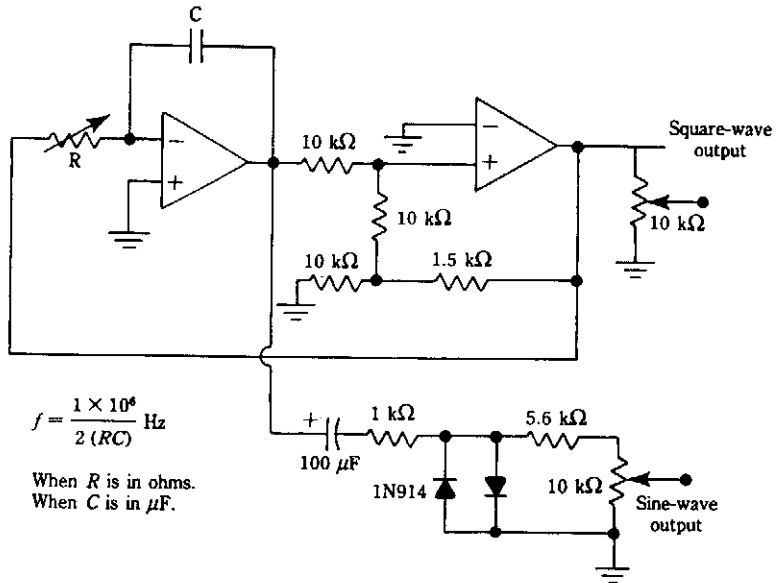 C
R
−
+
10 kΩ
−
+
Square-wave
output
10 kΩ
10 kΩ
10 kΩ
1.5 kΩ
f = 1 × 10⁶ / 2 (RC) Hz
When R is in ohms.
When C is in μF.
+
100 μF
1 kΩ
1N914
5.6 kΩ
10 kΩ
Sine-wave
output